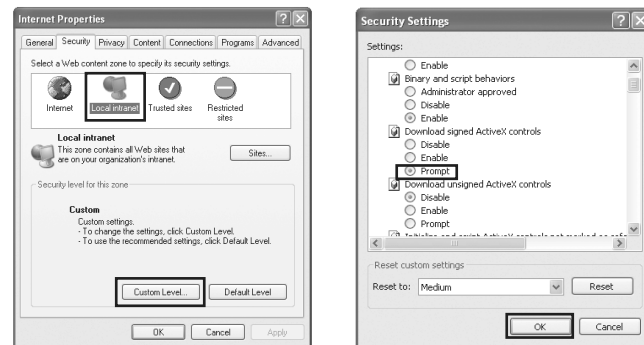 Internet Properties
General Security Privacy Content Connections Programs Advanced
Select a Web content zone to specify its security settings.
Internet Local intranet Trusted sites Restricted
sites
Local intranet
This zone contains all Web sites that
are on your organization's intranet.
Sites...
Security level for this zone
Custom
Custom settings.
- To change the settings, click Custom Level.
- To use the recommended settings, click Default Level.
Custom Level... Default Level
OK Cancel Apply
Security Settings
Settings:
Enable
Binary and script behaviors
Administrator approved
Disable
Enable
Download signed ActiveX controls
Disable
Enable
Prompt
Download unsigned ActiveX controls
Disable
Enable
Prompt
Reset custom settings
Reset to: Medium Reset
OK Cancel